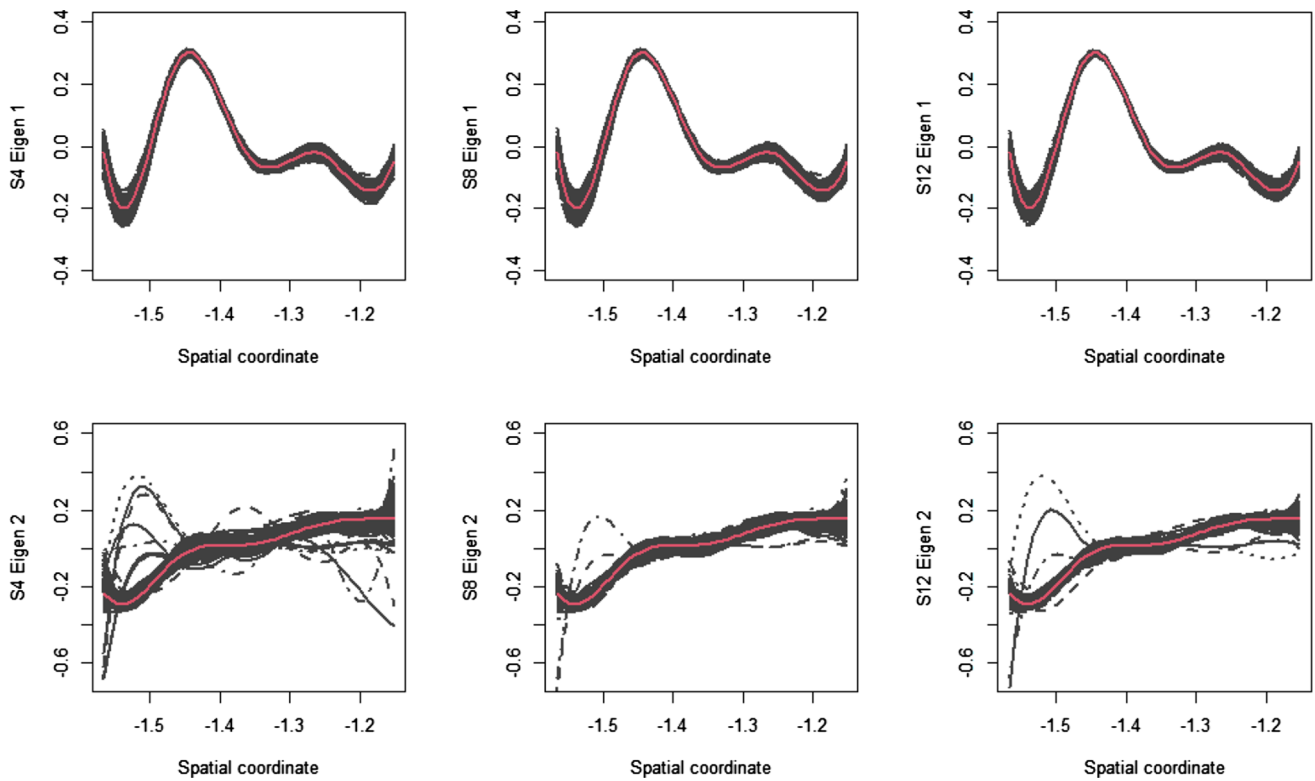 S4 Eigen 1
0.4
0.2
0.0
-0.2
-0.4
-1.5 -1.4 -1.3 -1.2
Spatial coordinate
S8 Eigen 1
0.4
0.2
0.0
-0.2
-0.4
-1.5 -1.4 -1.3 -1.2
Spatial coordinate
S12 Eigen 1
0.4
0.2
0.0
-0.2
-0.4
-1.5 -1.4 -1.3 -1.2
Spatial coordinate
S4 Eigen 2
0.6
0.2
-0.2
-0.6
-1.5 -1.4 -1.3 -1.2
Spatial coordinate
S8 Eigen 2
0.6
0.2
-0.2
-0.6
-1.5 -1.4 -1.3 -1.2
Spatial coordinate
S12 Eigen 2
0.6
0.2
-0.2
-0.6
-1.5 -1.4 -1.3 -1.2
Spatial coordinate